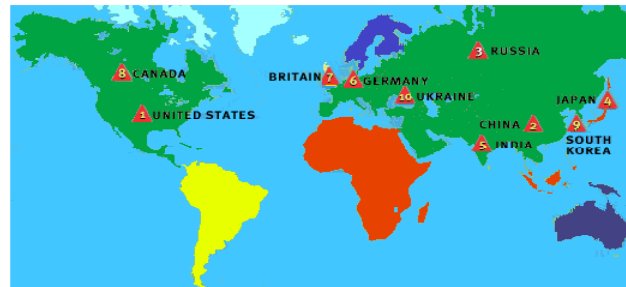 3 RUSSIA
8 CANADA
BRITAIN 7
6 GERMANY
10 UKRAINE
JAPAN 4
1 UNITED STATES
CHINA 2
9
SOUTH
KOREA
5 INDIA